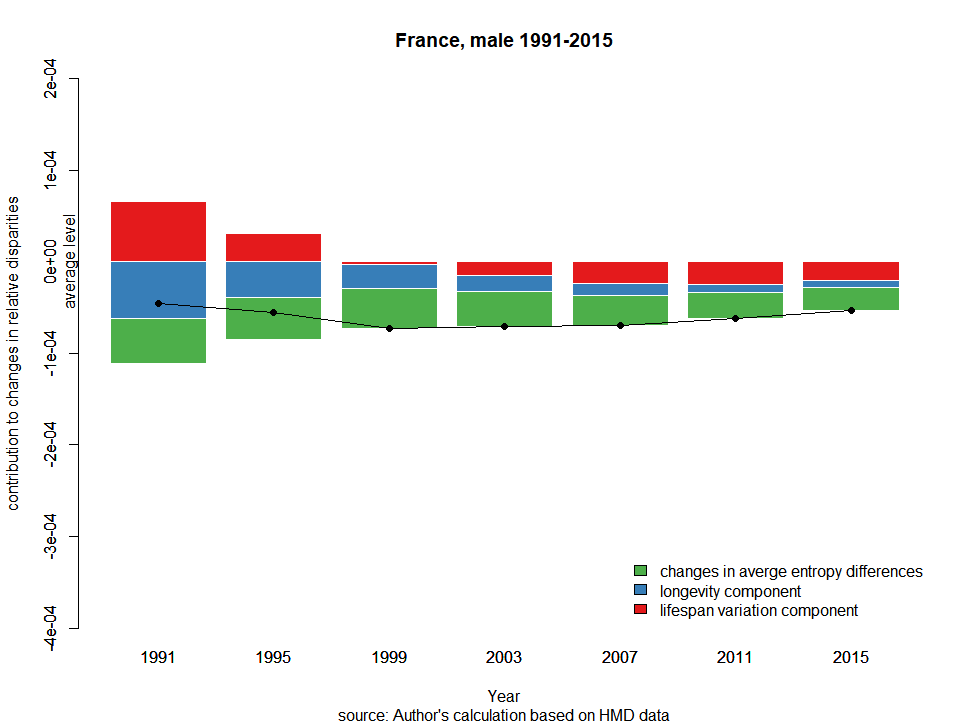 France, male 1991-2015
contribution to changes in relative disparities
average level
2e-04
1e-04
0e+00
-1e-04
-2e-04
-3e-04
-4e-04
changes in averge entropy differences
longevity component
lifespan variation component
1991 1995 1999 2003 2007 2011 2015
Year
source: Author's calculation based on HMD data